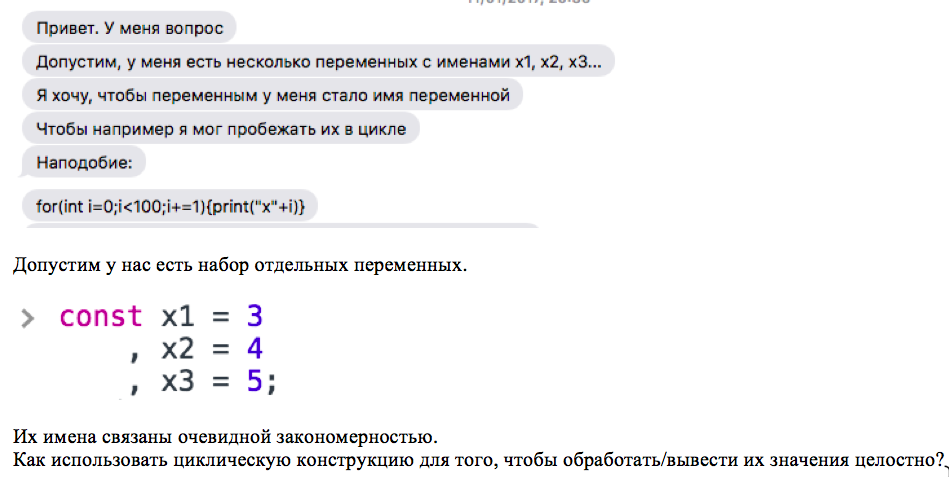 Привет. У меня вопрос
Допустим, у меня есть несколько переменных с именами x1, x2, x3...
Я хочу, чтобы переменным у меня стало имя переменной
Чтобы например я мог пробежать их в цикле
Наподобие:
for(int i=0;i<100;i+=1){print("x"+i)}
Допустим у нас есть набор отдельных переменных.
> const x1 = 3
, x2 = 4
, x3 = 5;
Их имена связаны очевидной закономерностью.
Как использовать циклическую конструкцию для того, чтобы обработать/вывести их значения целостно?